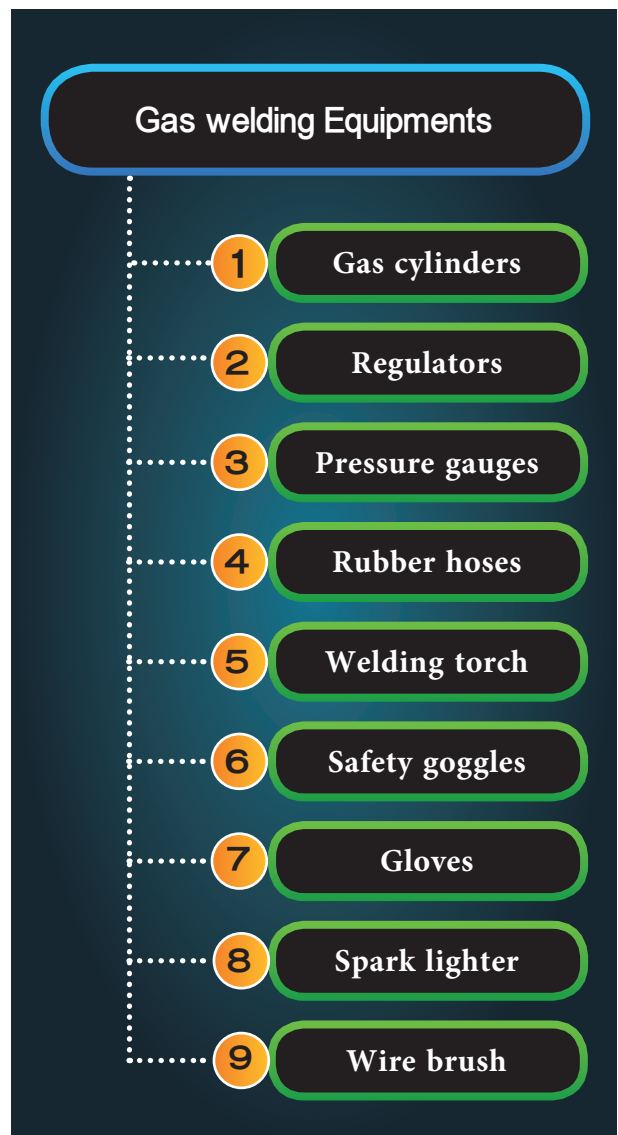 Gas welding Equipments
1 Gas cylinders
2 Regulators
3 Pressure gauges
4 Rubber hoses
5 Welding torch
6 Safety goggles
7 Gloves
8 Spark lighter
9 Wire brush